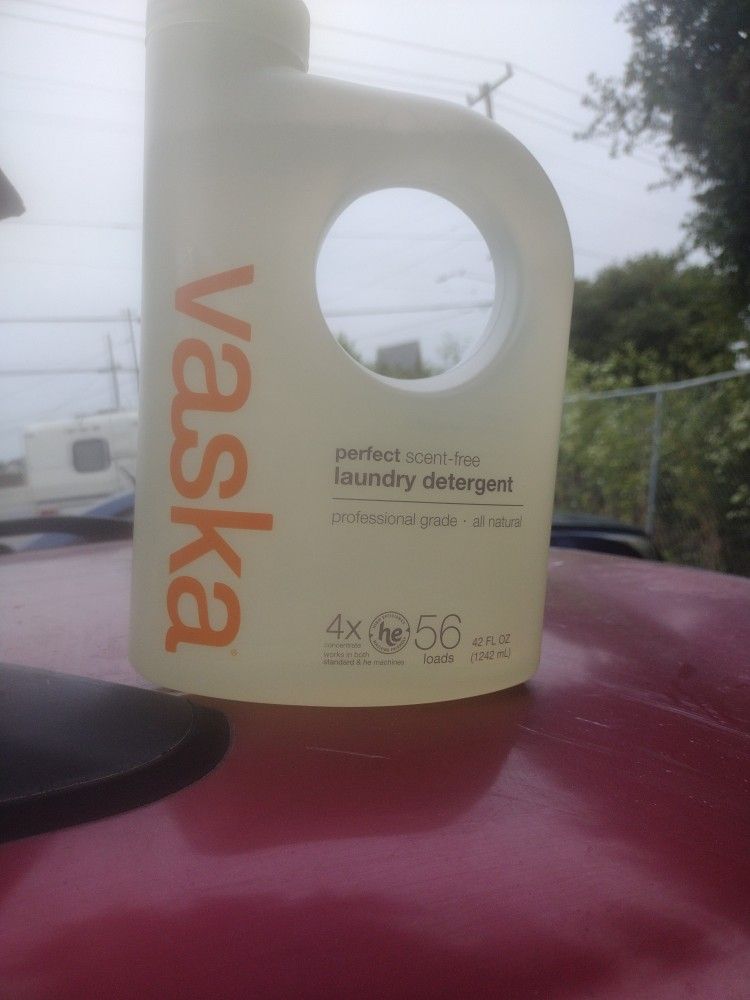 vaska®
perfect scent-free
laundry detergent
professional grade · all natural
4x
concentrate
works in both
standard & he machines
he
56
loads
42 FL OZ
(1242 mL)